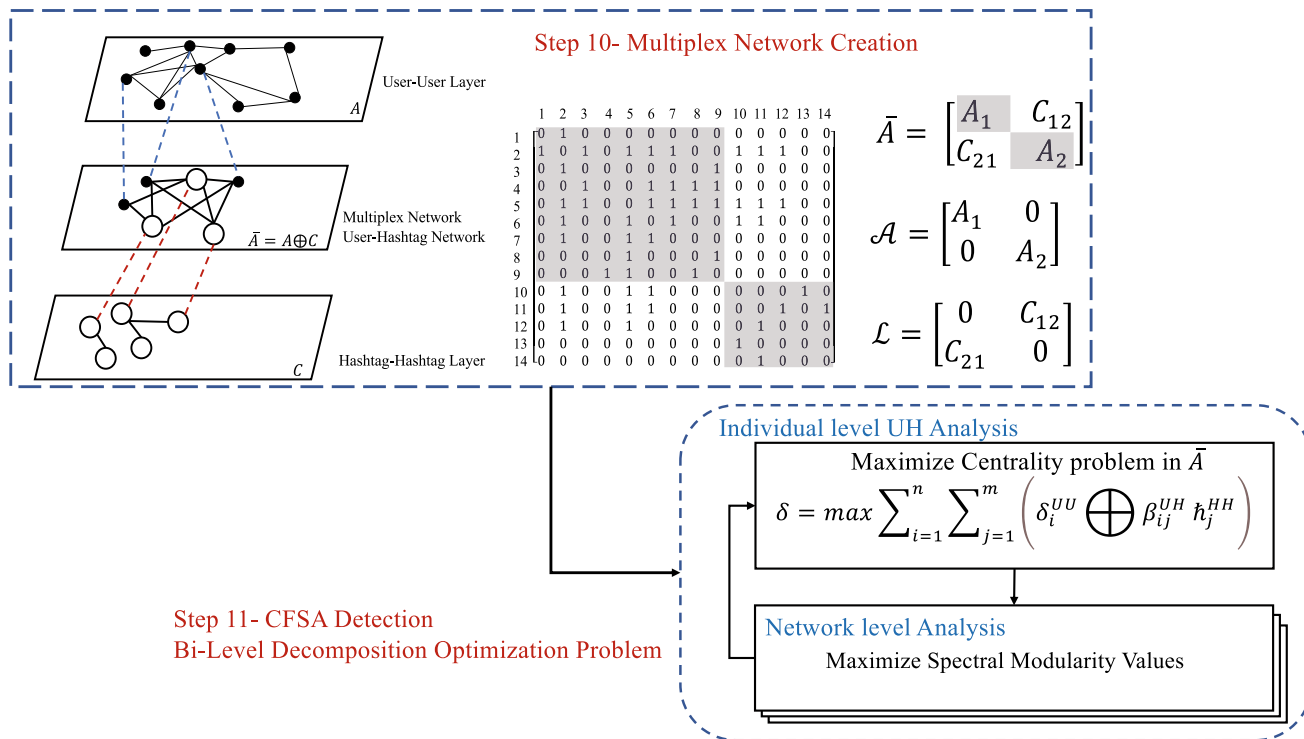 Step 10- Multiplex Network Creation
User-User Layer
A
Multiplex Network
User-Hashtag Network
Ā = A⊕C
Hashtag-Hashtag Layer
C
1 2 3 4 5 6 7 8 9 10 11 12 13 14
1 0 1 0 0 0 0 0 0 0 0 0 0 0 0
2 1 0 1 0 1 1 1 0 0 1 1 1 0 0
3 0 1 0 0 0 0 0 0 1 0 0 0 0 0
4 0 0 1 0 0 1 1 1 1 0 0 0 0 0
5 0 1 1 0 0 1 1 1 1 1 1 1 0 0
6 0 1 0 0 1 0 1 0 0 1 1 0 0 0
7 0 1 0 0 1 1 0 0 0 0 0 0 0 0
8 0 0 0 0 1 0 0 0 1 0 0 0 0 0
9 0 0 0 1 1 0 0 1 0 0 0 0 0 0
10 0 1 0 0 1 1 0 0 0 0 0 0 1 0
11 0 1 0 0 1 1 0 0 0 0 0 1 0 1
12 0 1 0 0 1 0 0 0 0 0 1 0 0 0
13 0 0 0 0 0 0 0 0 0 1 0 0 0 0
14 0 0 0 0 0 0 0 0 0 0 1 0 0 0
Ā = [A₁ C₁₂
C₂₁ A₂]
𝒜 = [A₁ 0
0 A₂]
ℒ = [0 C₁₂
C₂₁ 0]
Individual level UH Analysis
Maximize Centrality problem in Ā
δ = max ∑ᵢ₌₁ⁿ ∑ⱼ₌₁ᵐ (δᵢᵁᵁ ⊕ βᵢⱼᵁᴴ ℏⱼᴴᴴ)
Step 11- CFSA Detection
Bi-Level Decomposition Optimization Problem
Network level Analysis
Maximize Spectral Modularity Values